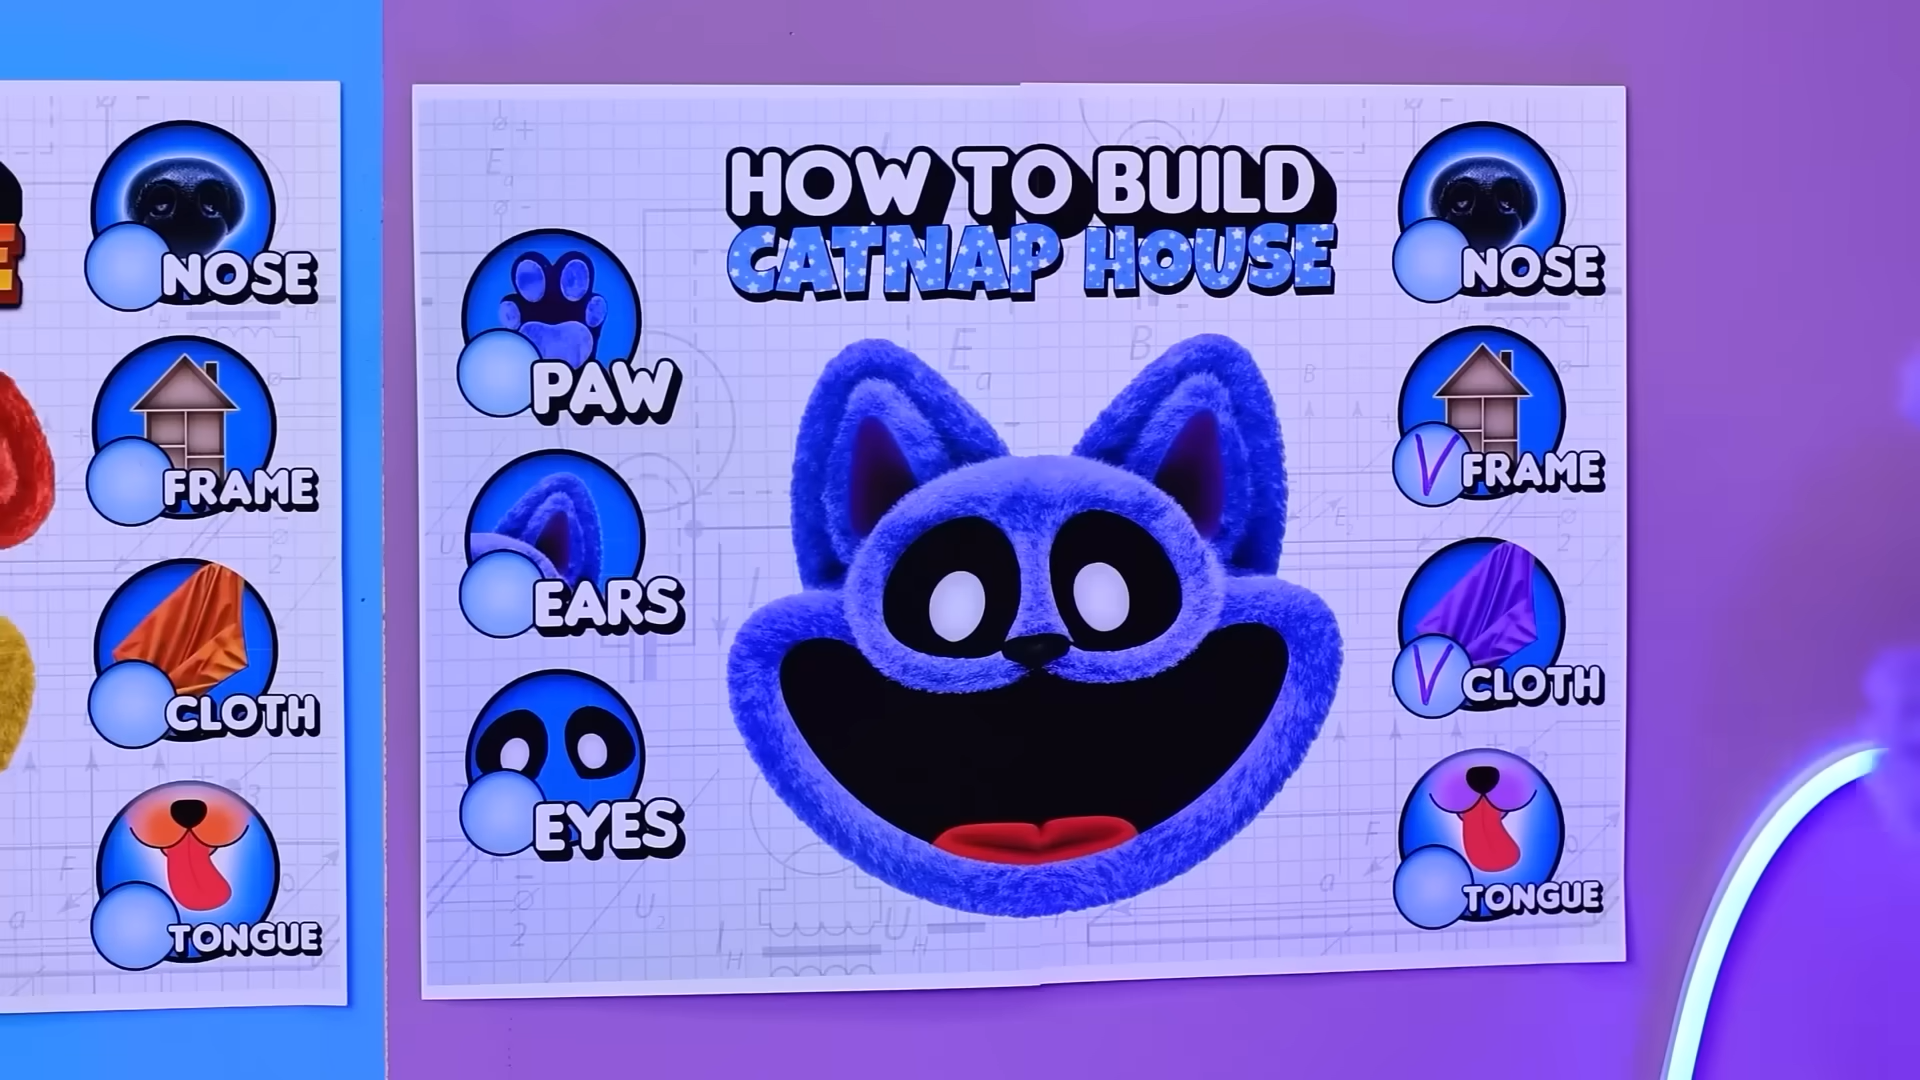 NOSE
FRAME
CLOTH
TONGUE
HOW TO BUILD
CATNAP HOUSE
PAW
EARS
EYES
NOSE
V FRAME
V CLOTH
TONGUE